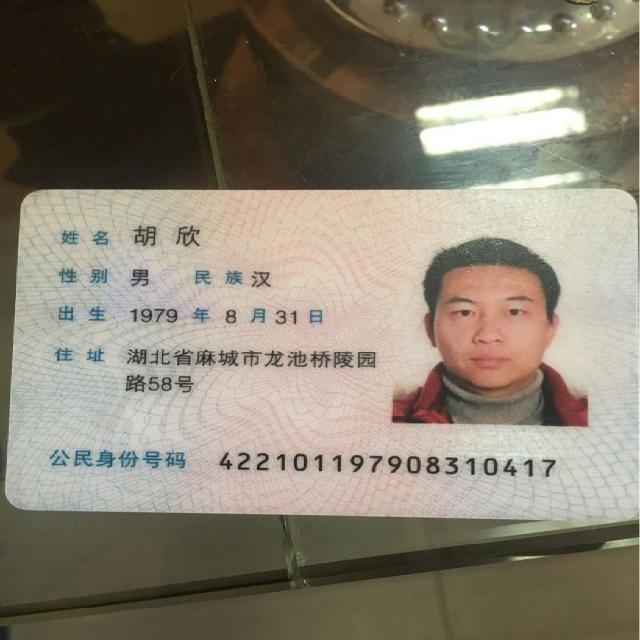 姓名 胡欣
性别 男 民族 汉
出生 1979 年 8 月 31 日
住址 湖北省麻城市龙池桥陵园
路58号
公民身份号码 422101197908310417